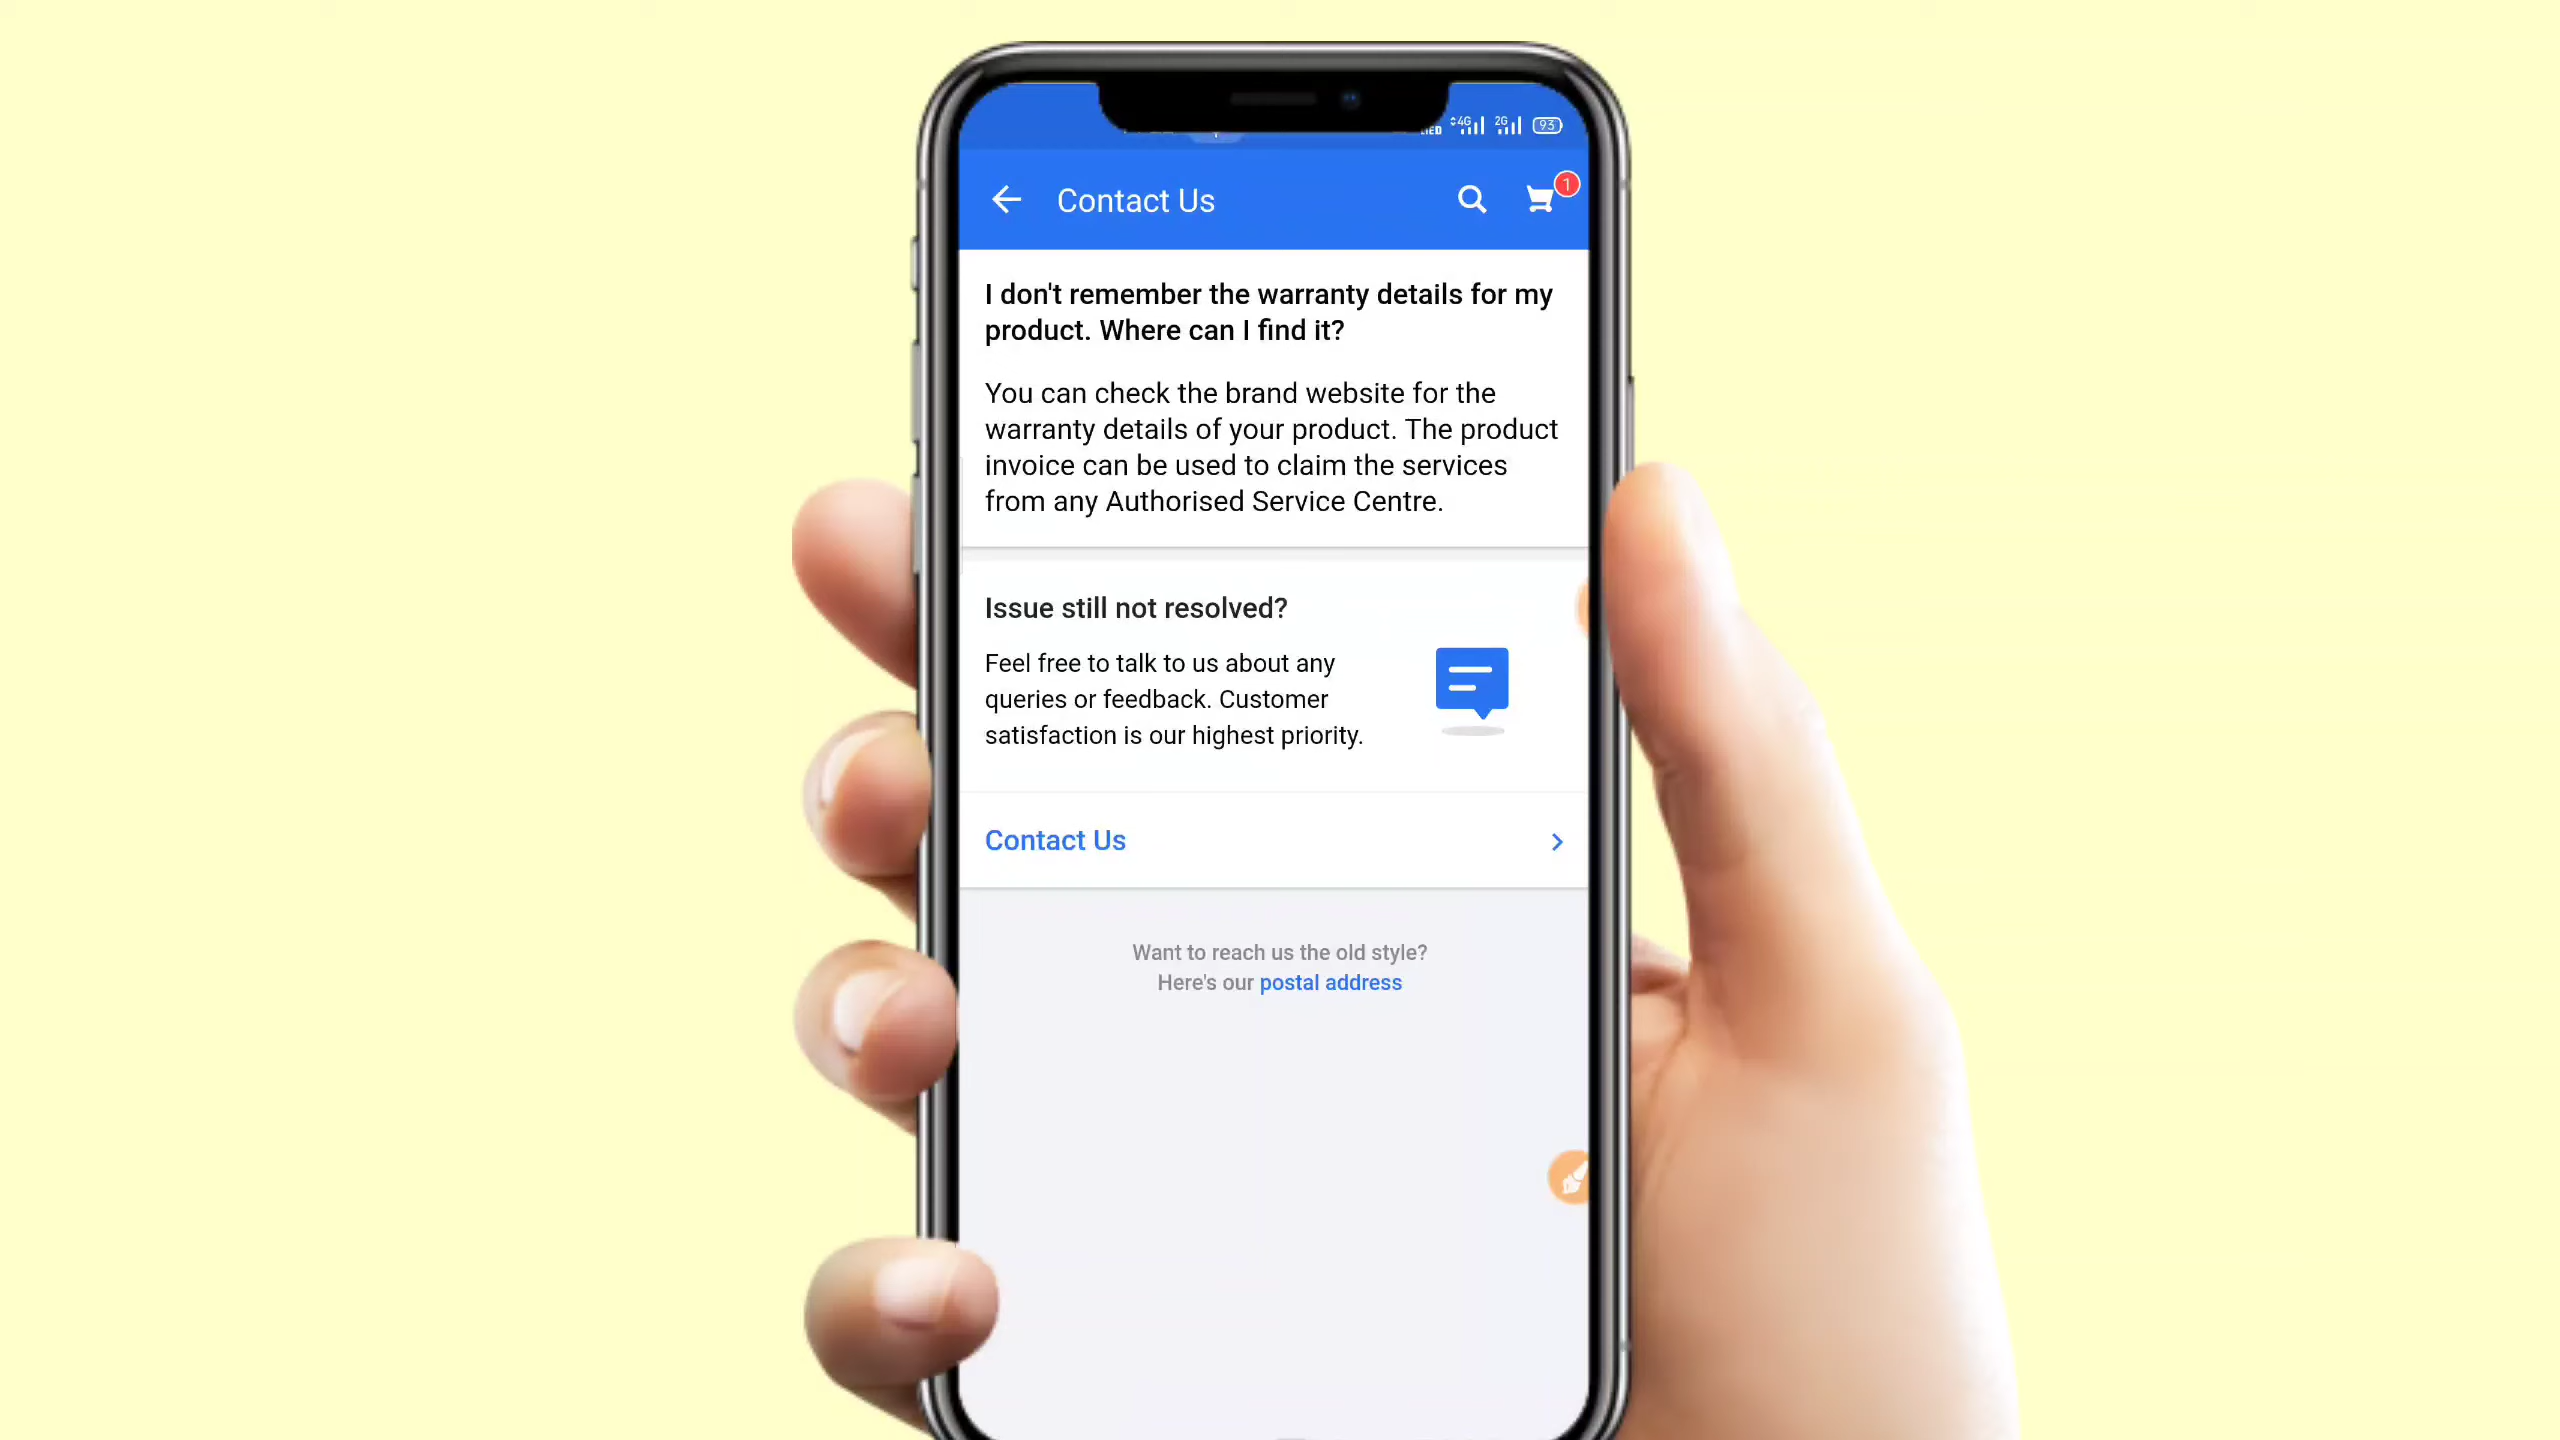 4G 2G 93
Contact Us 1
I don't remember the warranty details for my
product. Where can I find it?
You can check the brand website for the
warranty details of your product. The product
invoice can be used to claim the services
from any Authorised Service Centre.
Issue still not resolved?
Feel free to talk to us about any
queries or feedback. Customer
satisfaction is our highest priority.
Contact Us
Want to reach us the old style?
Here's our postal address